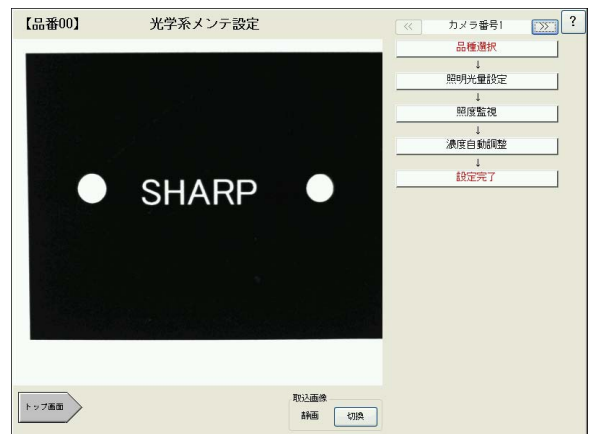 【品番00】 光学系メンテ設定
<< カメラ番号1 >> ?
品種選択
↓
照明光量設定
↓
照度監視
↓
濃度自動調整
↓
設定完了
SHARP
トップ画面
取込画像
静画 切換